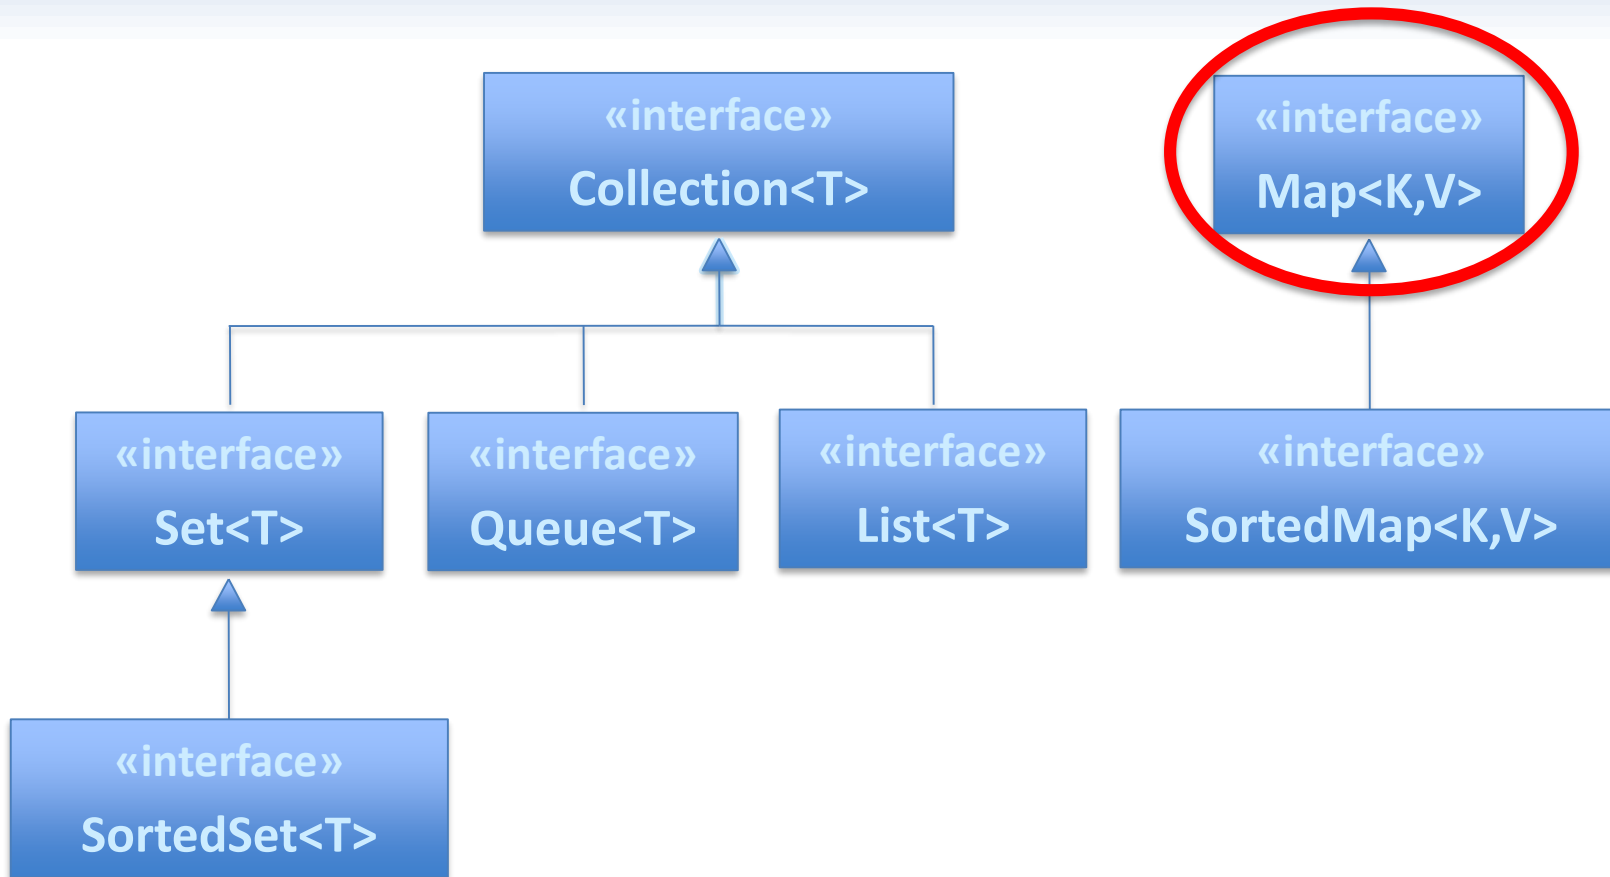 «interface»
Collection<T>
«interface»
Map<K,V>
«interface»
Set<T>
«interface»
Queue<T>
«interface»
List<T>
«interface»
SortedMap<K,V>
«interface»
SortedSet<T>